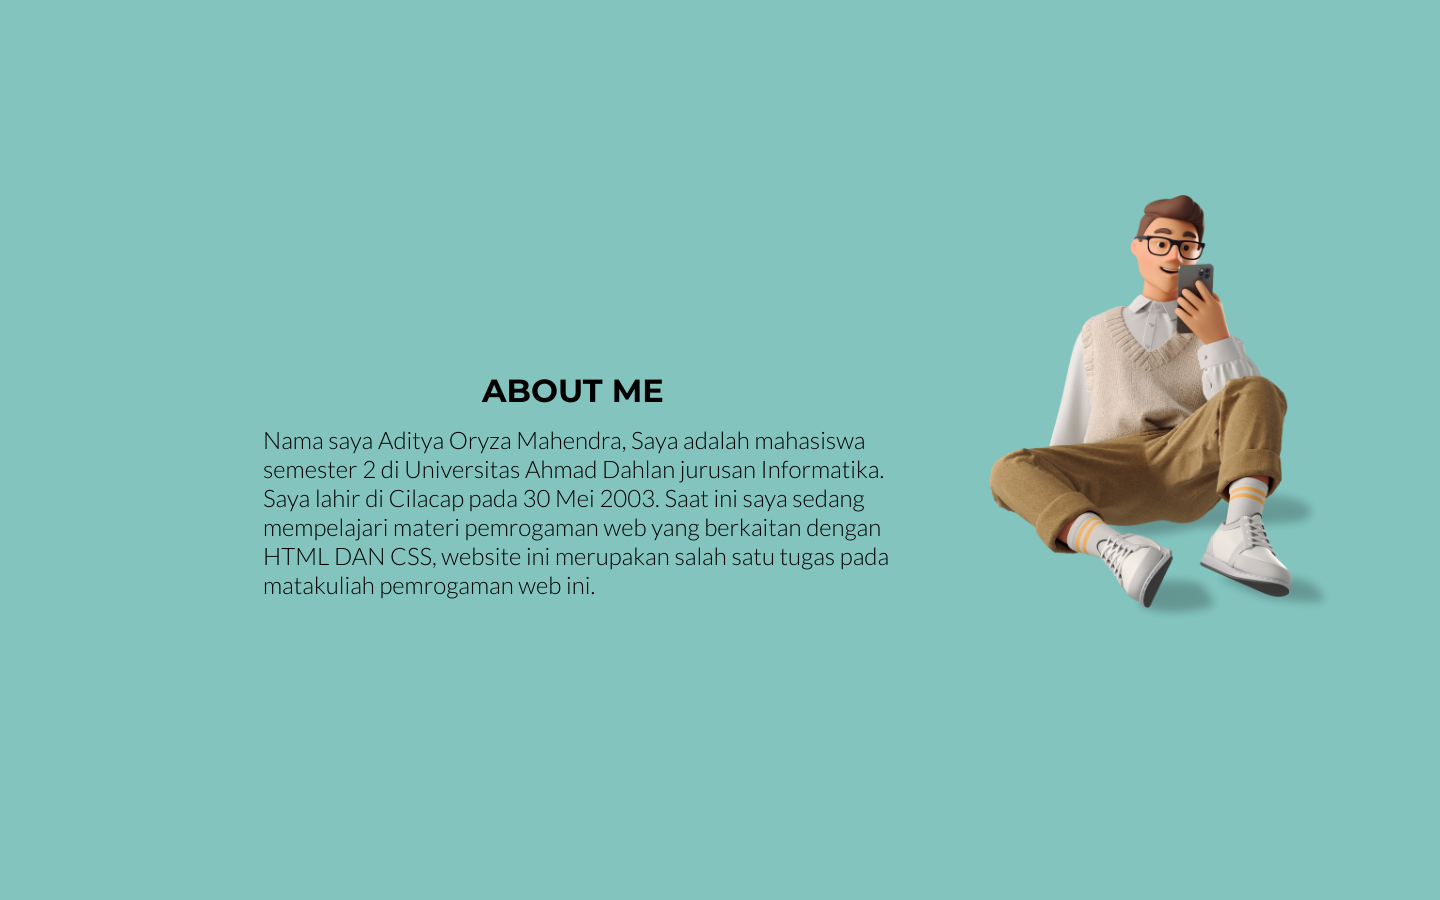 ABOUT ME
Nama saya Aditya Oryza Mahendra, Saya adalah mahasiswa
semester 2 di Universitas Ahmad Dahlan jurusan Informatika.
Saya lahir di Cilacap pada 30 Mei 2003. Saat ini saya sedang
mempelajari materi pemrogaman web yang berkaitan dengan
HTML DAN CSS, website ini merupakan salah satu tugas pada
matakuliah pemrogaman web ini.